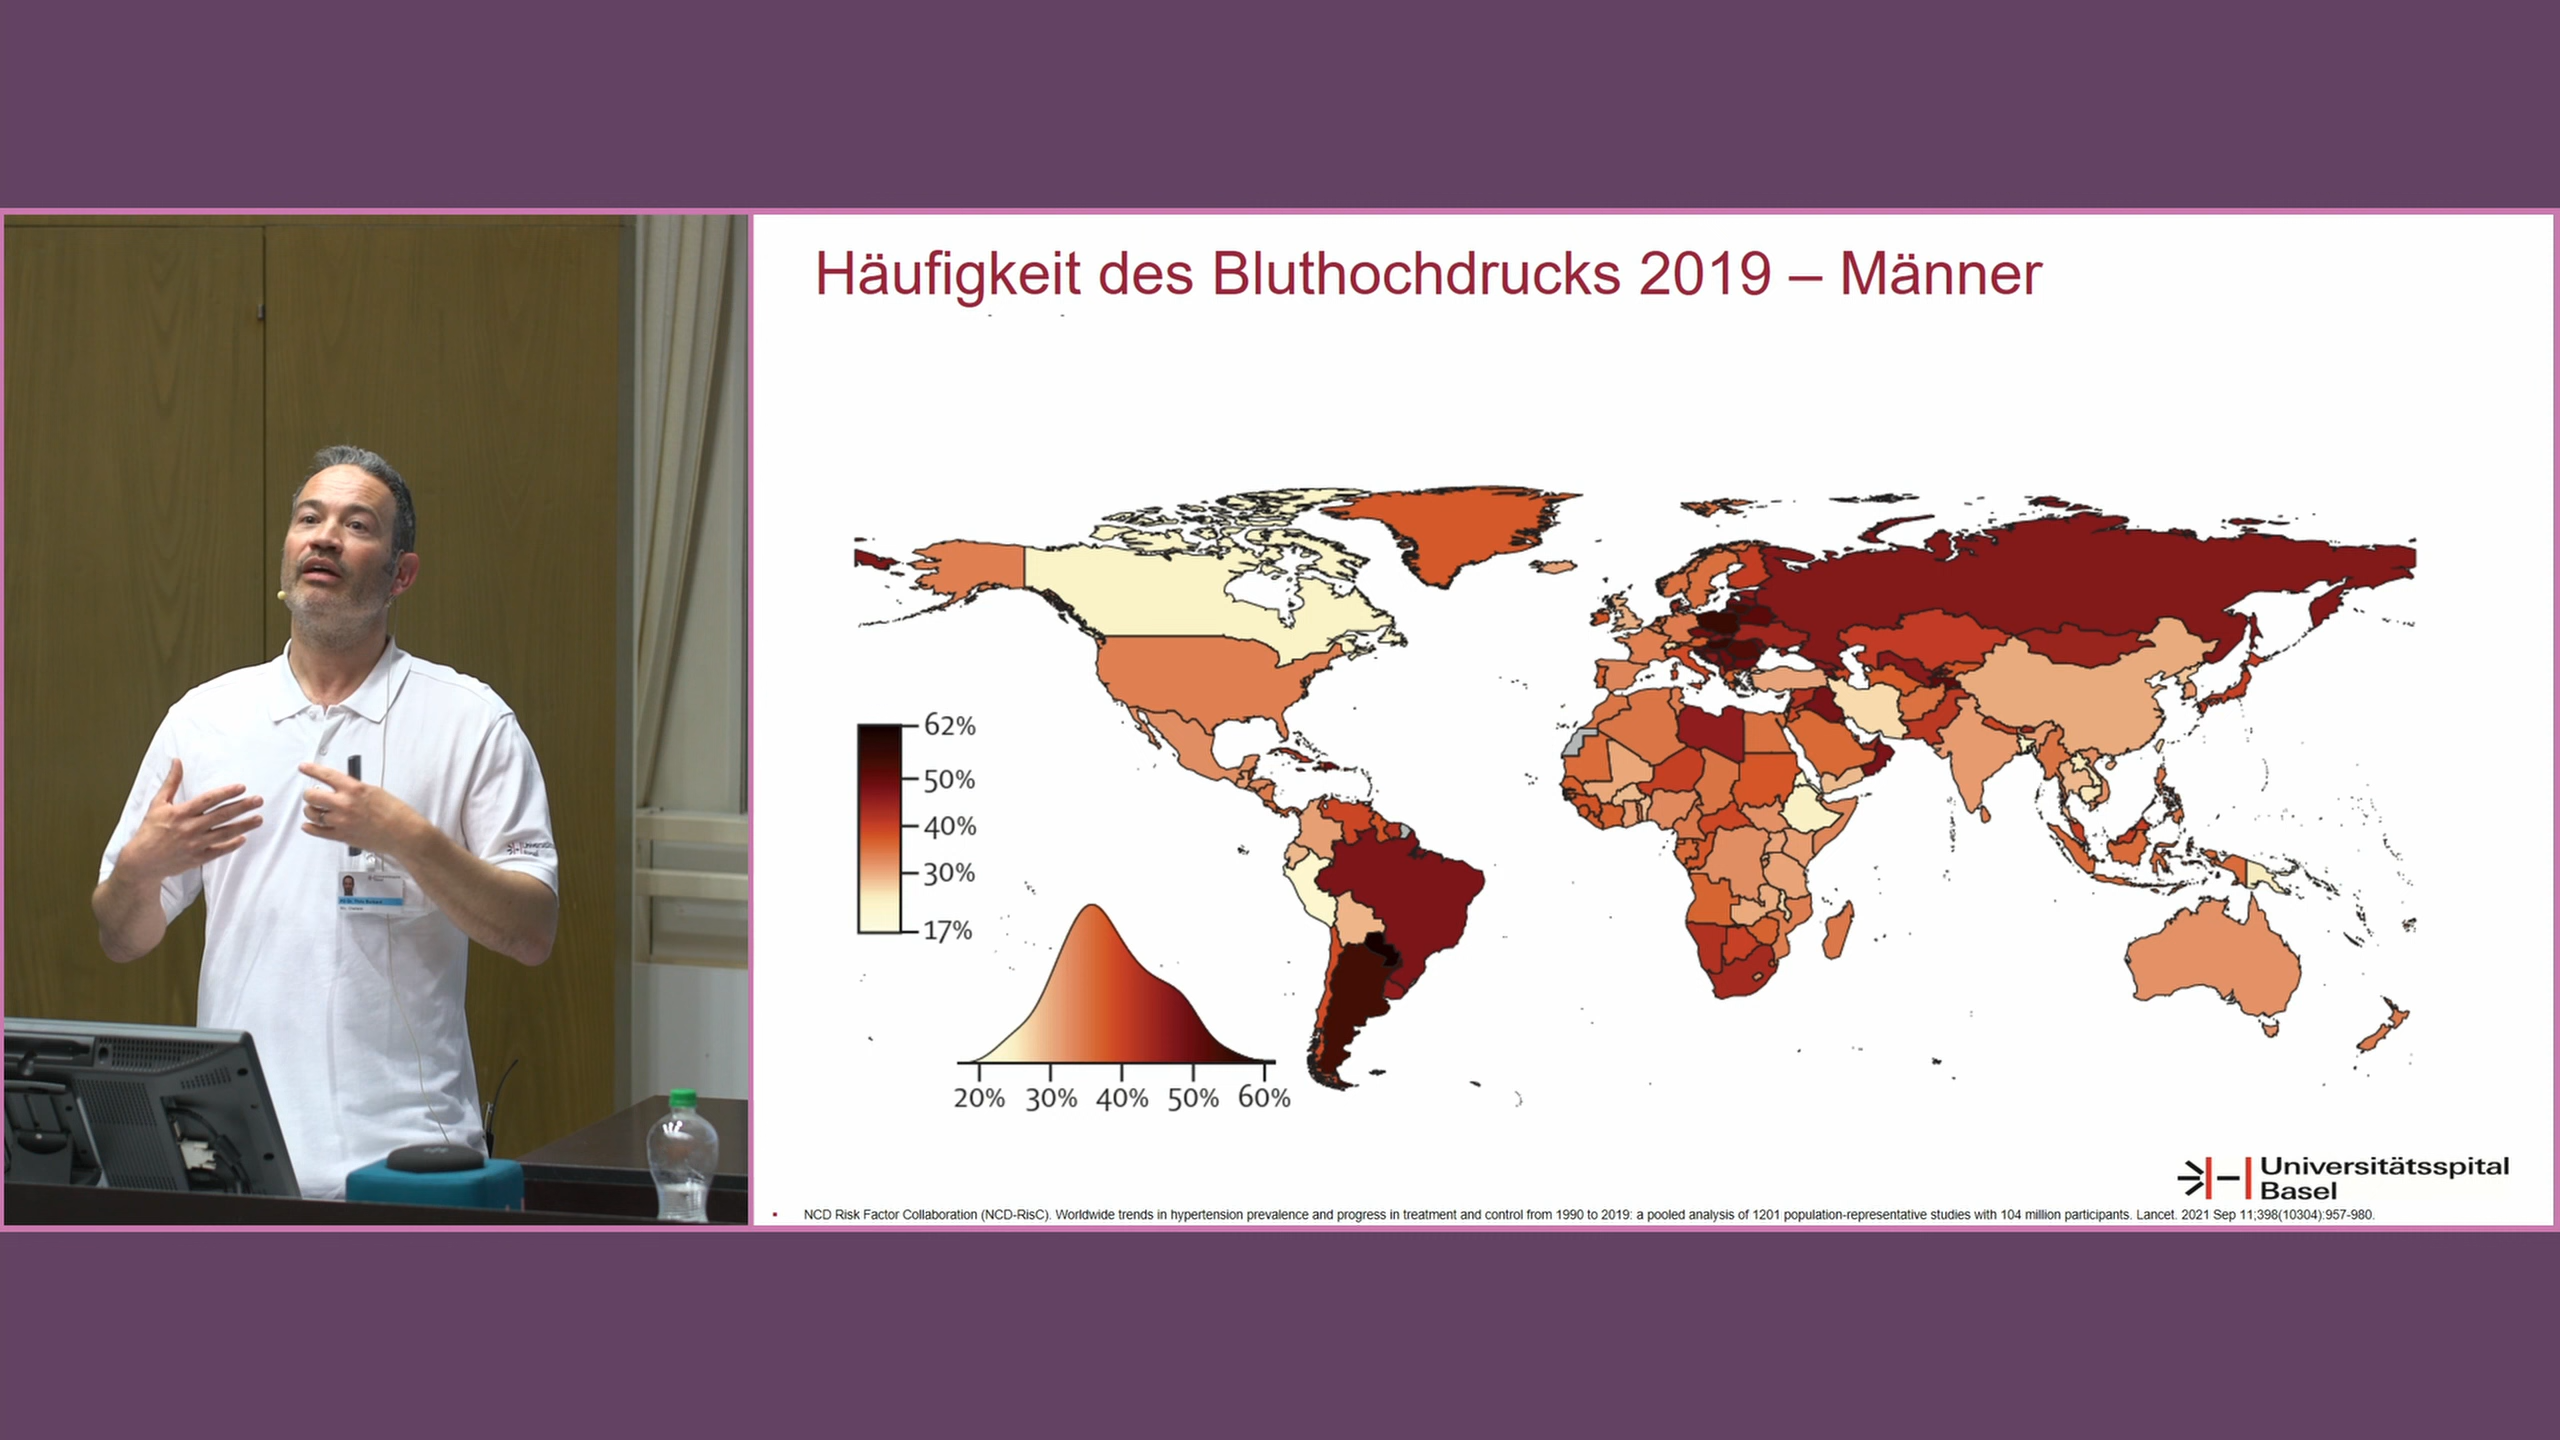 Häufigkeit des Bluthochdrucks 2019 – Männer
62%
50%
40%
30%
17%
20% 30% 40% 50% 60%
Universitätsspital
Basel
▪ NCD Risk Factor Collaboration (NCD-RisC). Worldwide trends in hypertension prevalence and progress in treatment and control from 1990 to 2019: a pooled analysis of 1201 population-representative studies with 104 million participants. Lancet. 2021 Sep 11;398(10304):957-980.